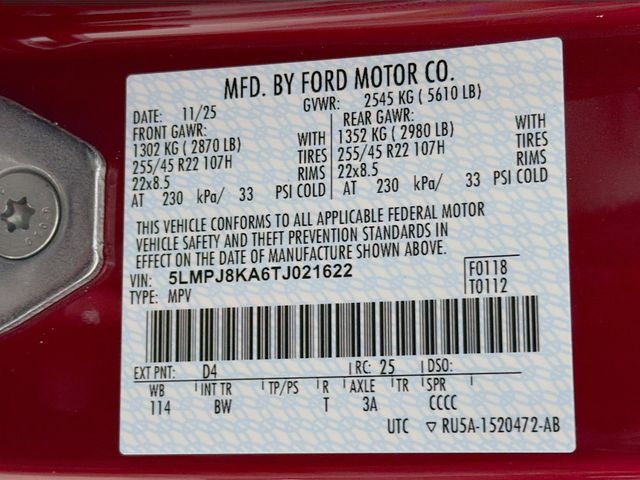 MFD. BY FORD MOTOR CO.
DATE: 11/25 GVWR: 2545 KG ( 5610 LB)
FRONT GAWR: REAR GAWR:
1302 KG ( 2870 LB) WITH 1352 KG ( 2980 LB) WITH
255/45 R22 107H TIRES 255/45 R22 107H TIRES
22x8.5 RIMS 22x8.5 RIMS
AT 230 kPa/ 33 PSI COLD AT 230 kPa/ 33 PSI COLD
THIS VEHICLE CONFORMS TO ALL APPLICABLE FEDERAL MOTOR
VEHICLE SAFETY AND THEFT PREVENTION STANDARDS IN
EFFECT ON THE DATE OF MANUFACTURE SHOWN ABOVE.
VIN: 5LMPJ8KA6TJ021622 F0118
TYPE: MPV T0112
EXT PNT: D4 RC: 25 DSO:
WB INT TR TP/PS R AXLE TR SPR
114 BW T 3A CCCC
UTC ▽ RU5A-1520472-AB